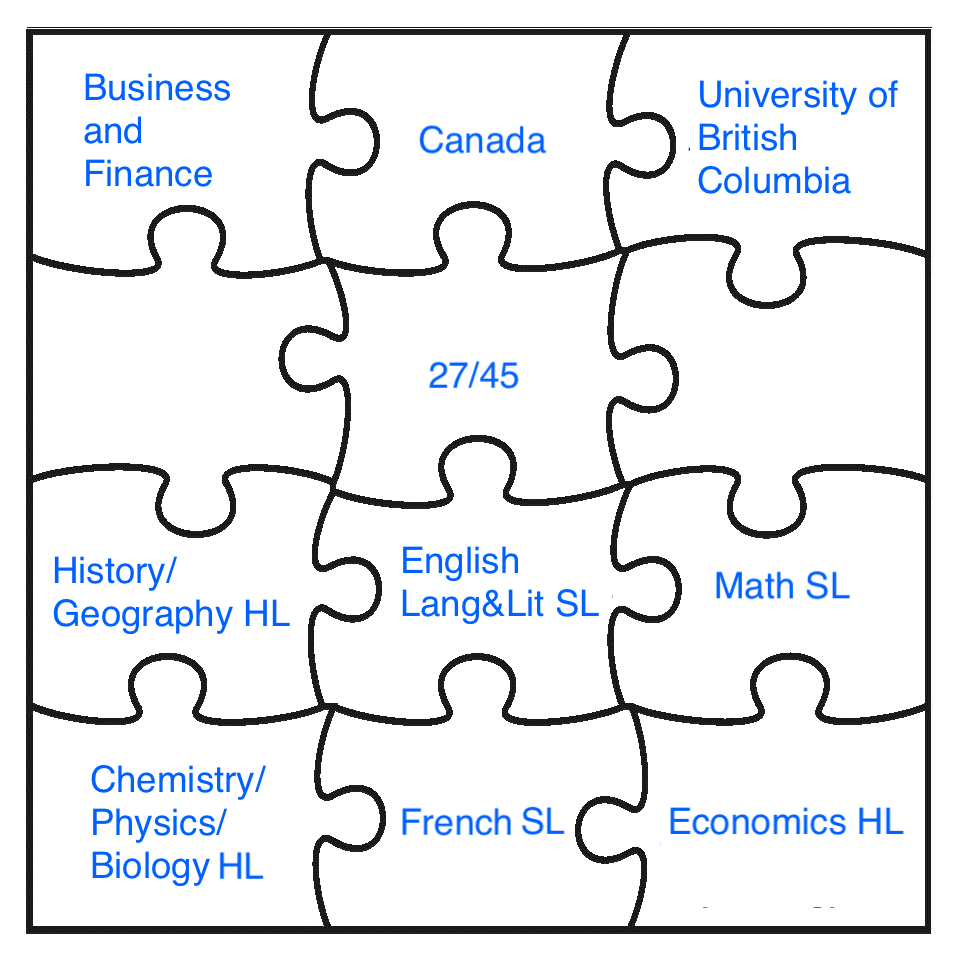 Business
and
Finance
Canada
University of
British
Columbia
27/45
History/
Geography HL
English
Lang&Lit SL
Math SL
Chemistry/
Physics/
Biology HL
French SL
Economics HL